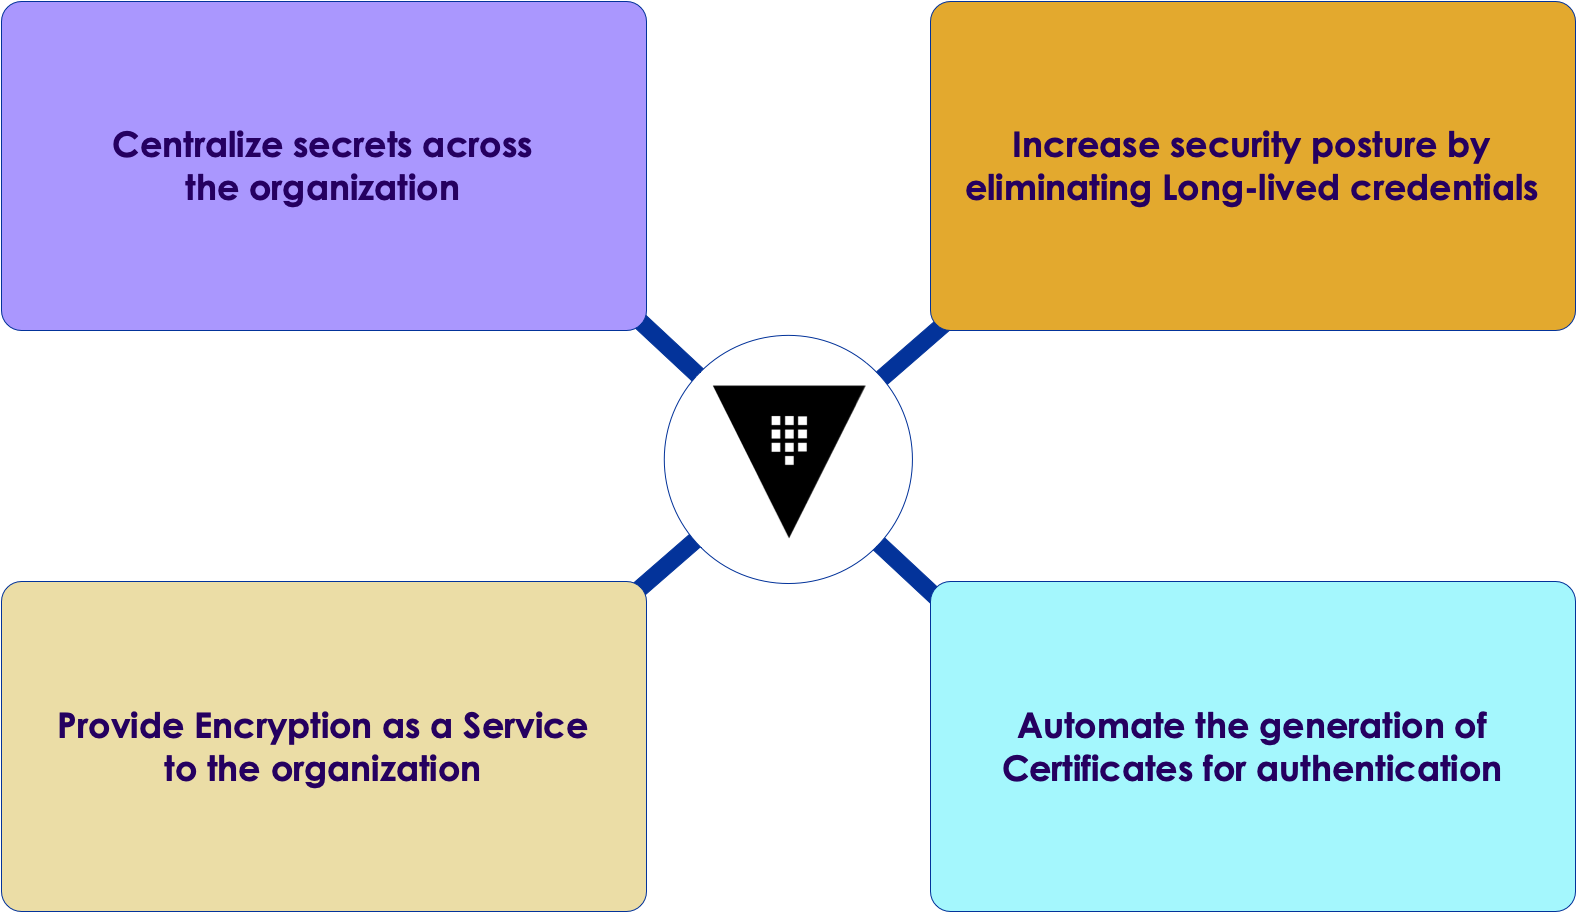 Centralize secrets across
the organization
Increase security posture by
eliminating Long-lived credentials
Provide Encryption as a Service
to the organization
Automate the generation of
Certificates for authentication